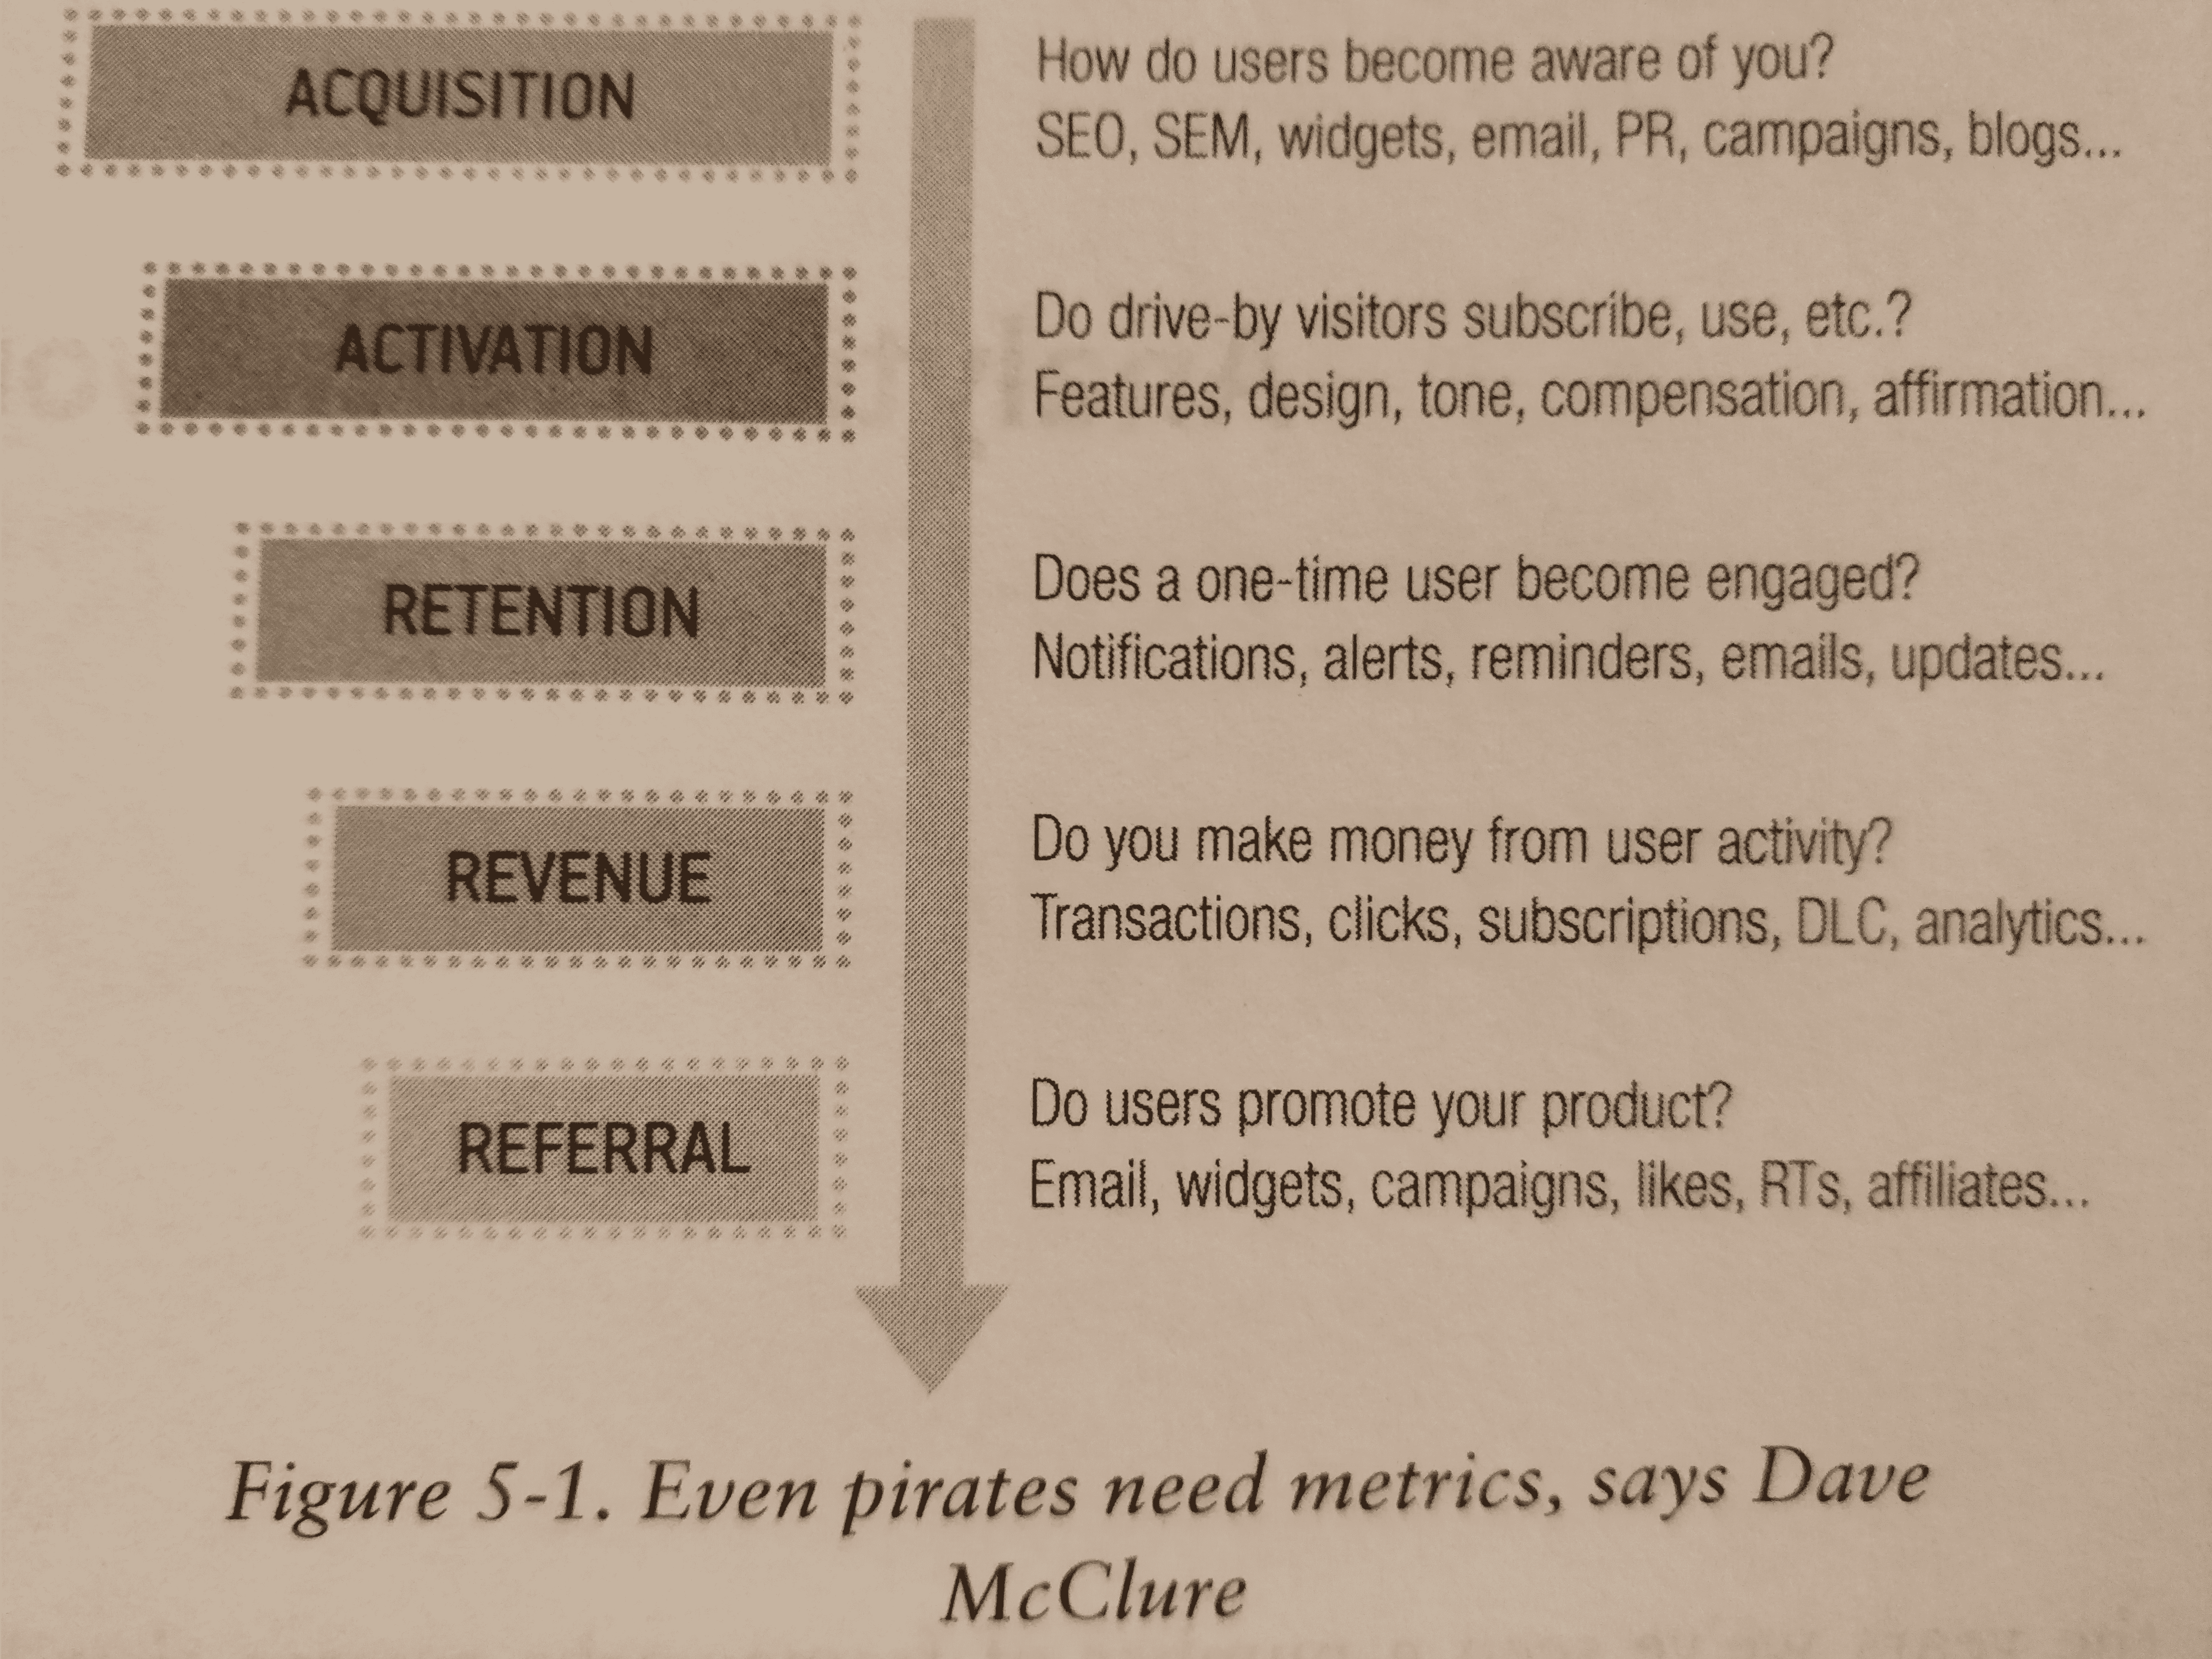 ACQUISITION
How do users become aware of you?
SEO, SEM, widgets, email, PR, campaigns, blogs...
ACTIVATION
Do drive-by visitors subscribe, use, etc.?
Features, design, tone, compensation, affirmation...
RETENTION
Does a one-time user become engaged?
Notifications, alerts, reminders, emails, updates...
REVENUE
Do you make money from user activity?
Transactions, clicks, subscriptions, DLC, analytics...
REFERRAL
Do users promote your product?
Email, widgets, campaigns, likes, RTs, affiliates...
Figure 5-1. Even pirates need metrics, says Dave
McClure